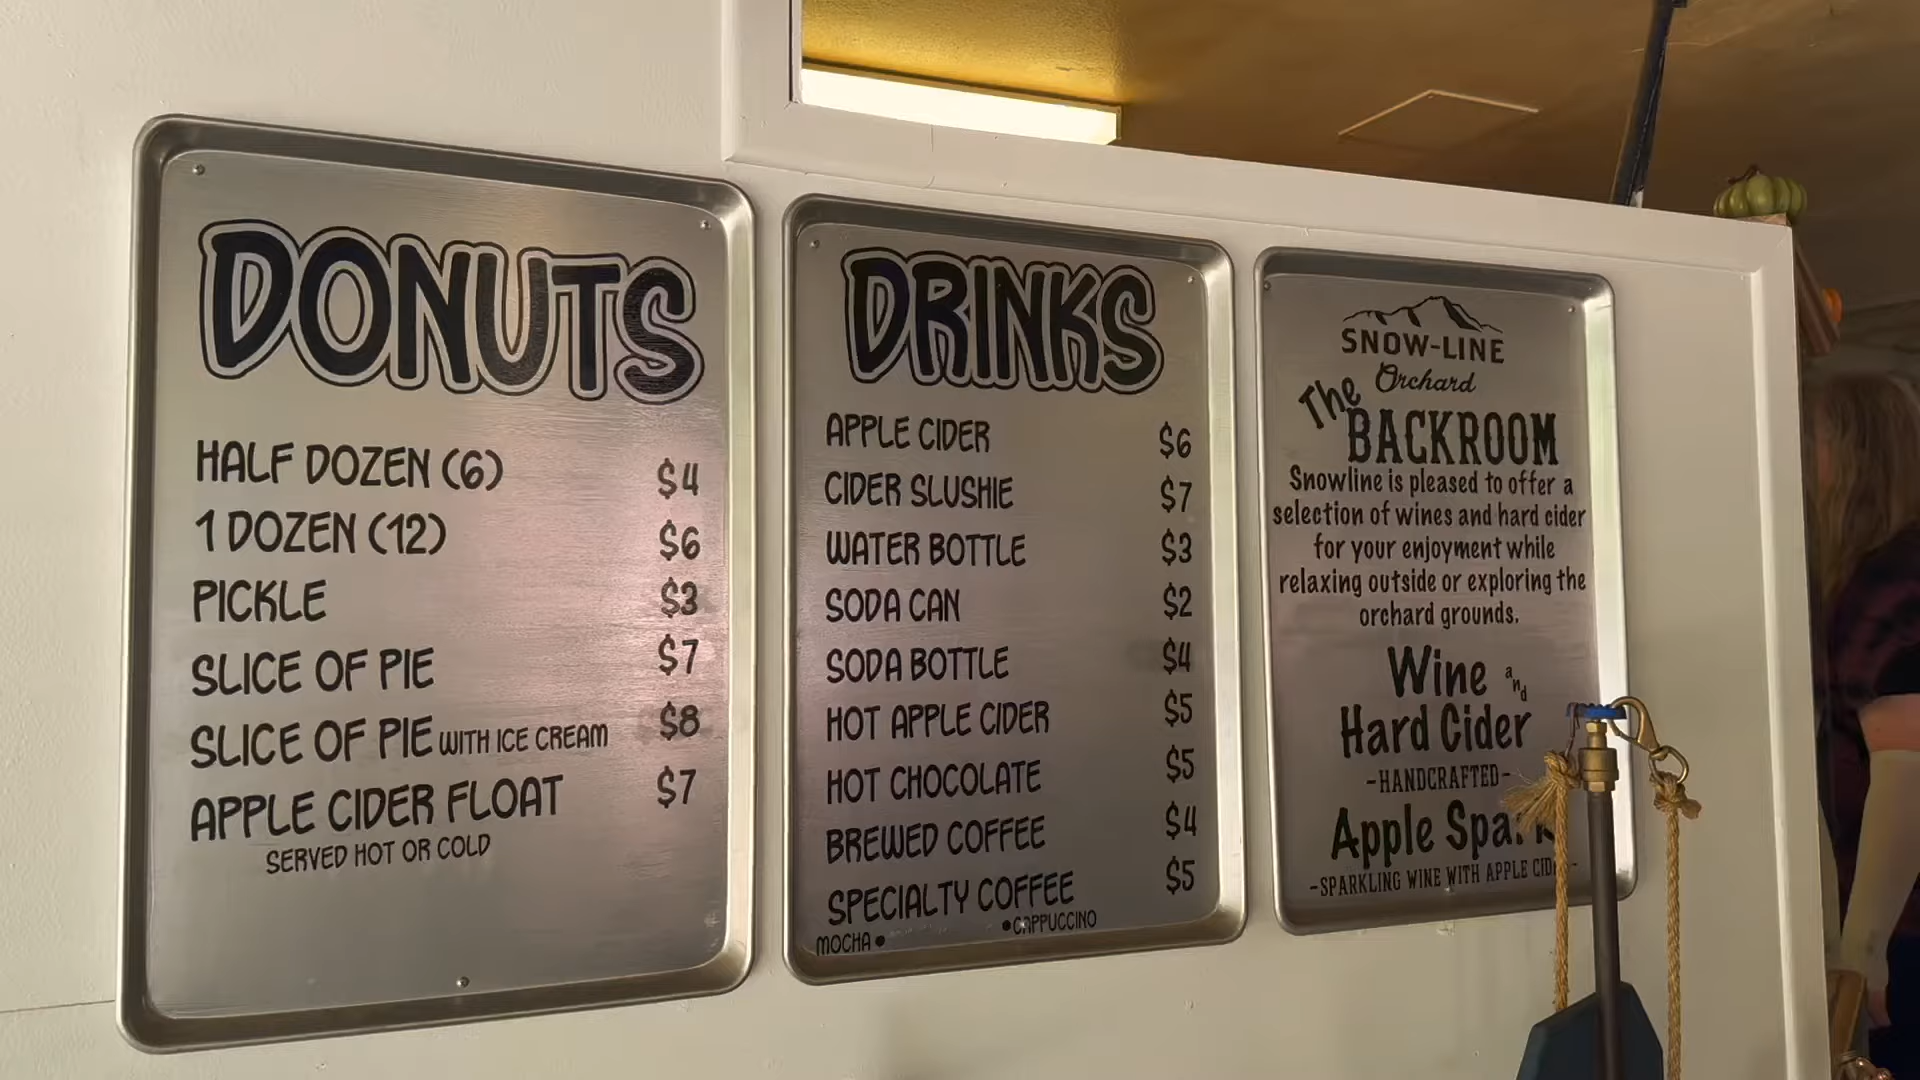 DONUTS
HALF DOZEN (6) $4
1 DOZEN (12) $6
PICKLE $3
SLICE OF PIE $7
SLICE OF PIE WITH ICE CREAM $8
APPLE CIDER FLOAT $7
SERVED HOT OR COLD
DRINKS
APPLE CIDER $6
CIDER SLUSHIE $7
WATER BOTTLE $3
SODA CAN $2
SODA BOTTLE $4
HOT APPLE CIDER $5
HOT CHOCOLATE $5
BREWED COFFEE $4
SPECIALTY COFFEE $5
MOCHA • • CAPPUCCINO
SNOW-LINE
Orchard
The
BACKROOM
Snowline is pleased to offer a
selection of wines and hard cider
for your enjoyment while
relaxing outside or exploring the
orchard grounds.
Wine and
Hard Cider
-HANDCRAFTED-
Apple
-SPARKLING WINE WITH APPLE